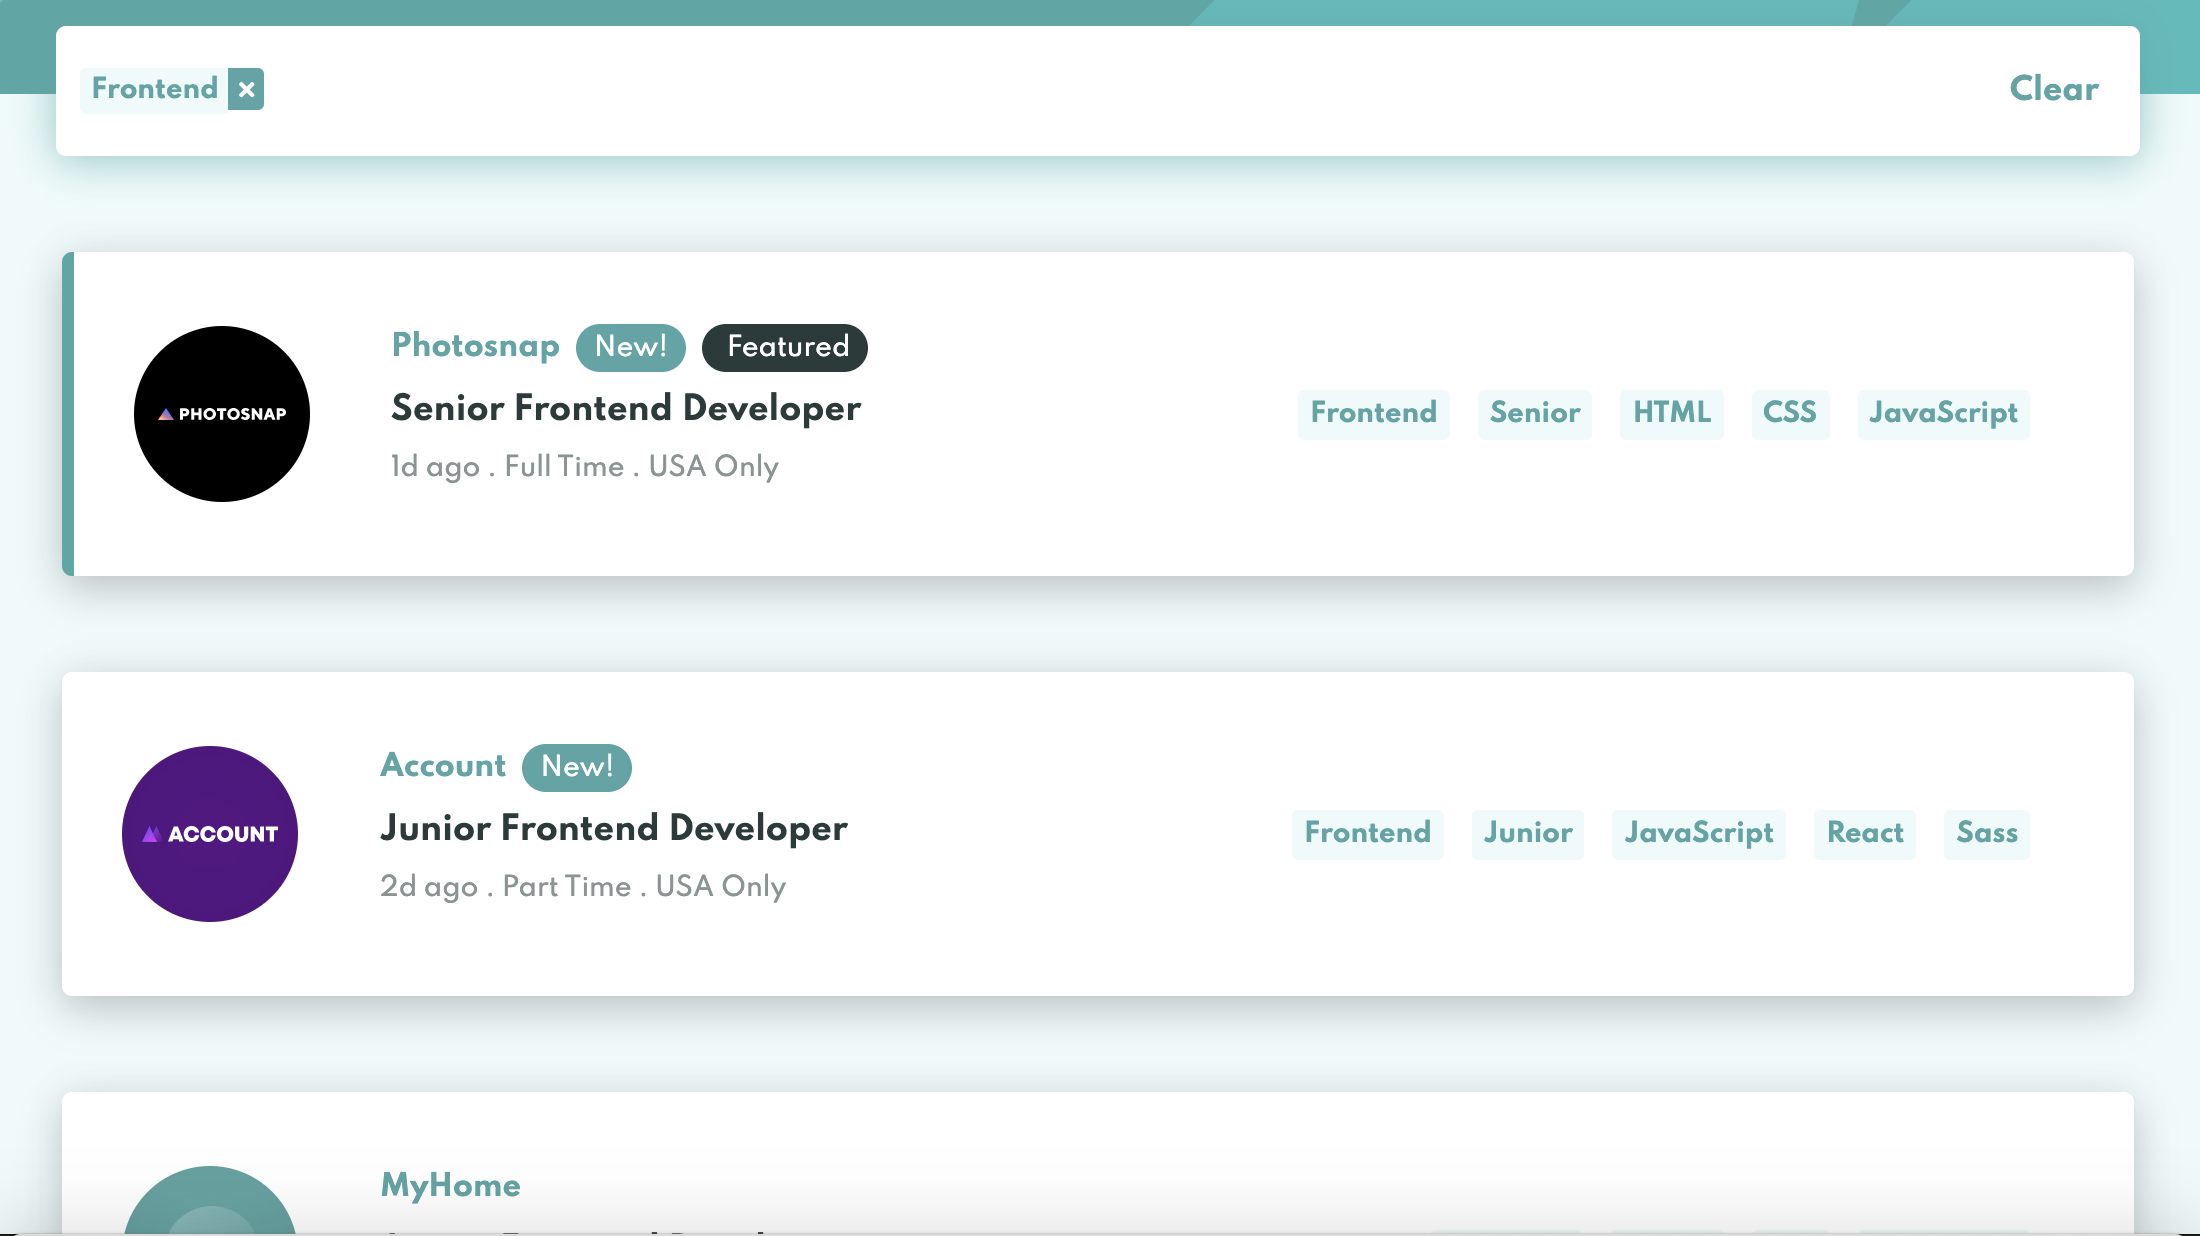 Frontend
Clear
PHOTOSNAP
Photosnap New! Featured
Senior Frontend Developer
1d ago . Full Time . USA Only
Frontend Senior HTML CSS JavaScript
ACCOUNT
Account New!
Junior Frontend Developer
2d ago . Part Time . USA Only
Frontend Junior JavaScript React Sass
MyHome